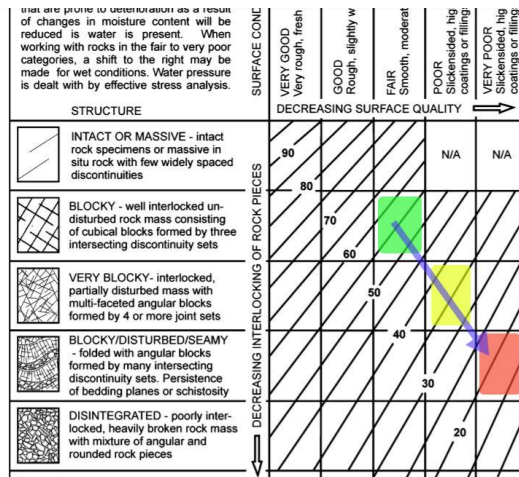 that are prone to deterioration as a result
of changes in moisture content will be
reduced is water is present. When
working with rocks in the fair to very poor
categories, a shift to the right may be
made for wet conditions. Water pressure
is dealt with by effective stress analysis.
SURFACE COND
VERY GOOD
Very rough, fresh
GOOD
Rough, slightly w
FAIR
Smooth, moderat
POOR
Slickensided, hig
coatings or filling
VERY POOR
Slickensided, hig
coatings or filling
STRUCTURE
DECREASING SURFACE QUALITY
DECREASING INTERLOCKING OF ROCK PIECES
INTACT OR MASSIVE - intact
rock specimens or massive in
situ rock with few widely spaced
discontinuities
BLOCKY - well interlocked un-
disturbed rock mass consisting
of cubical blocks formed by three
intersecting discontinuity sets
VERY BLOCKY- interlocked,
partially disturbed mass with
multi-faceted angular blocks
formed by 4 or more joint sets
BLOCKY/DISTURBED/SEAMY
- folded with angular blocks
formed by many intersecting
discontinuity sets. Persistence
of bedding planes or schistosity
DISINTEGRATED - poorly inter-
locked, heavily broken rock mass
with mixture of angular and
rounded rock pieces
90
80
70
60
50
40
30
20
N/A
N/A